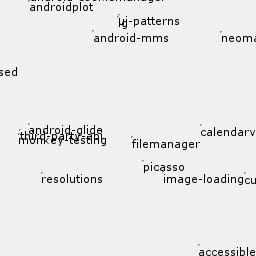 androidplot
ui-patterns
android-mms
neoma
sed
android-glide
calendarv
third-party-api
monkey-testing
filemanager
picasso
resolutions
image-loading
cu
accessible